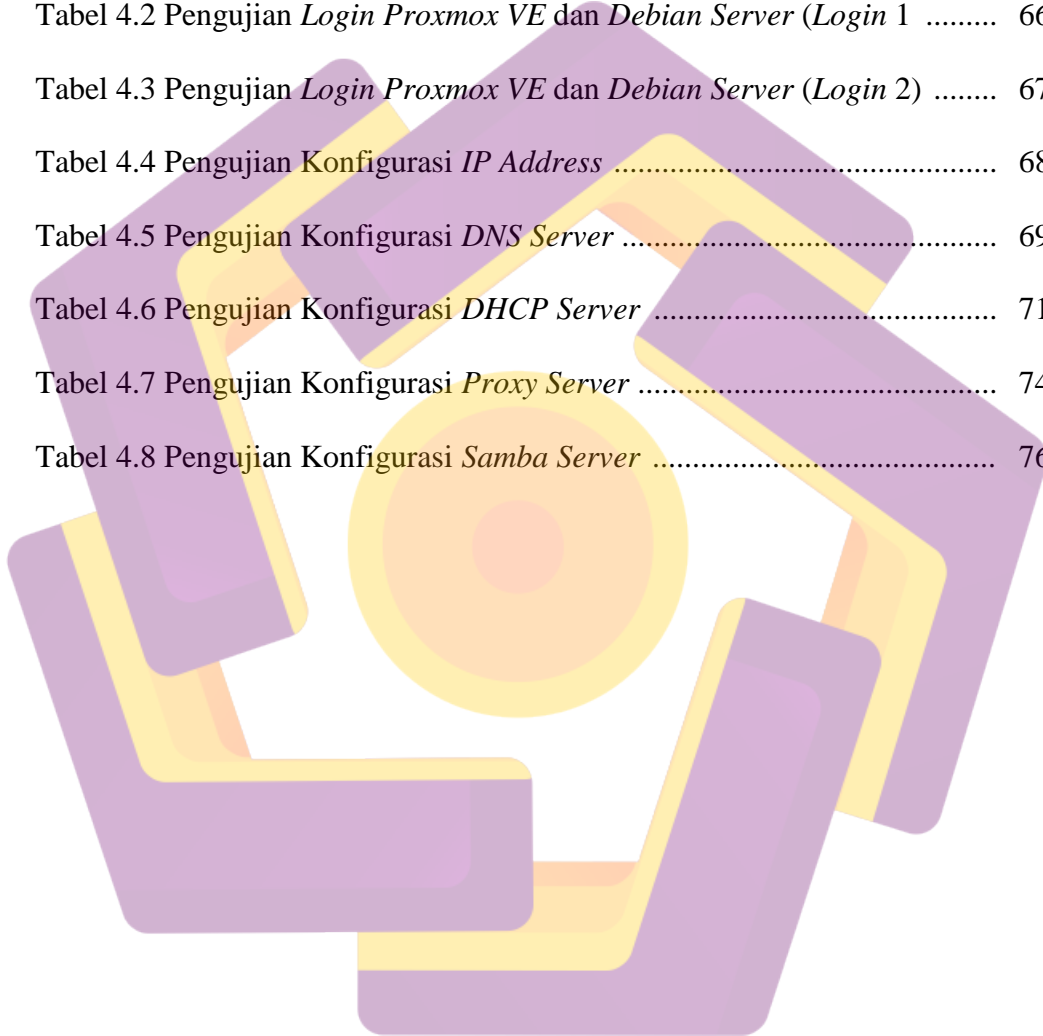 Tabel 4.2 Pengujian Login Proxmox VE dan Debian Server (Login 1 ......... 66
Tabel 4.3 Pengujian Login Proxmox VE dan Debian Server (Login 2) ........ 67
Tabel 4.4 Pengujian Konfigurasi IP Address ............................................ 68
Tabel 4.5 Pengujian Konfigurasi DNS Server ........................................... 69
Tabel 4.6 Pengujian Konfigurasi DHCP Server ....................................... 71
Tabel 4.7 Pengujian Konfigurasi Proxy Server ......................................... 74
Tabel 4.8 Pengujian Konfigurasi Samba Server ....................................... 76